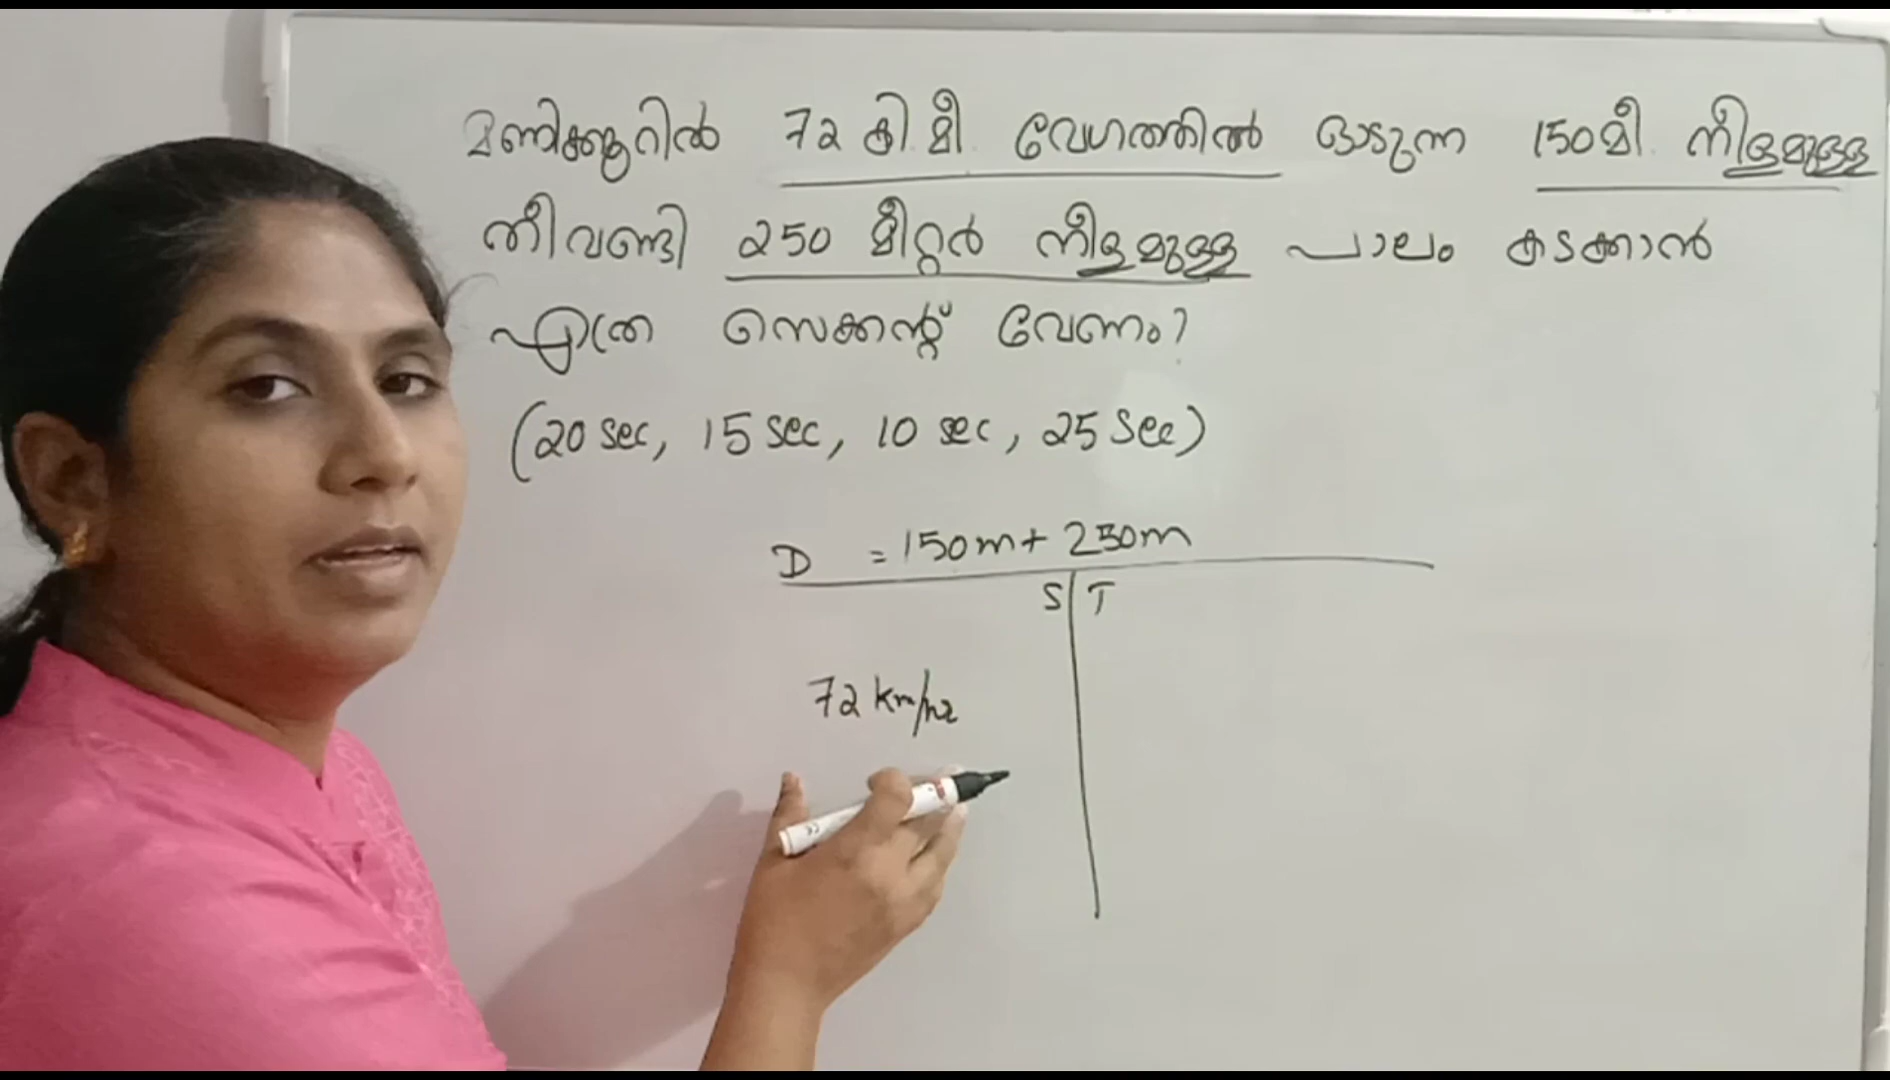 മണിക്കൂറിൽ 72 കി.മീ വേഗത്തിൽ ഓടുന്ന 150മീ. നീളമുള്ള
തീവണ്ടി 250 മീറ്റർ നീളമുള്ള പാലം കടക്കാൻ
എത്ര സെക്കന്റ് വേണം?
(20 sec, 15 sec, 10 sec, 25 sec)
D = 150m + 250m
S T
72 km/hr